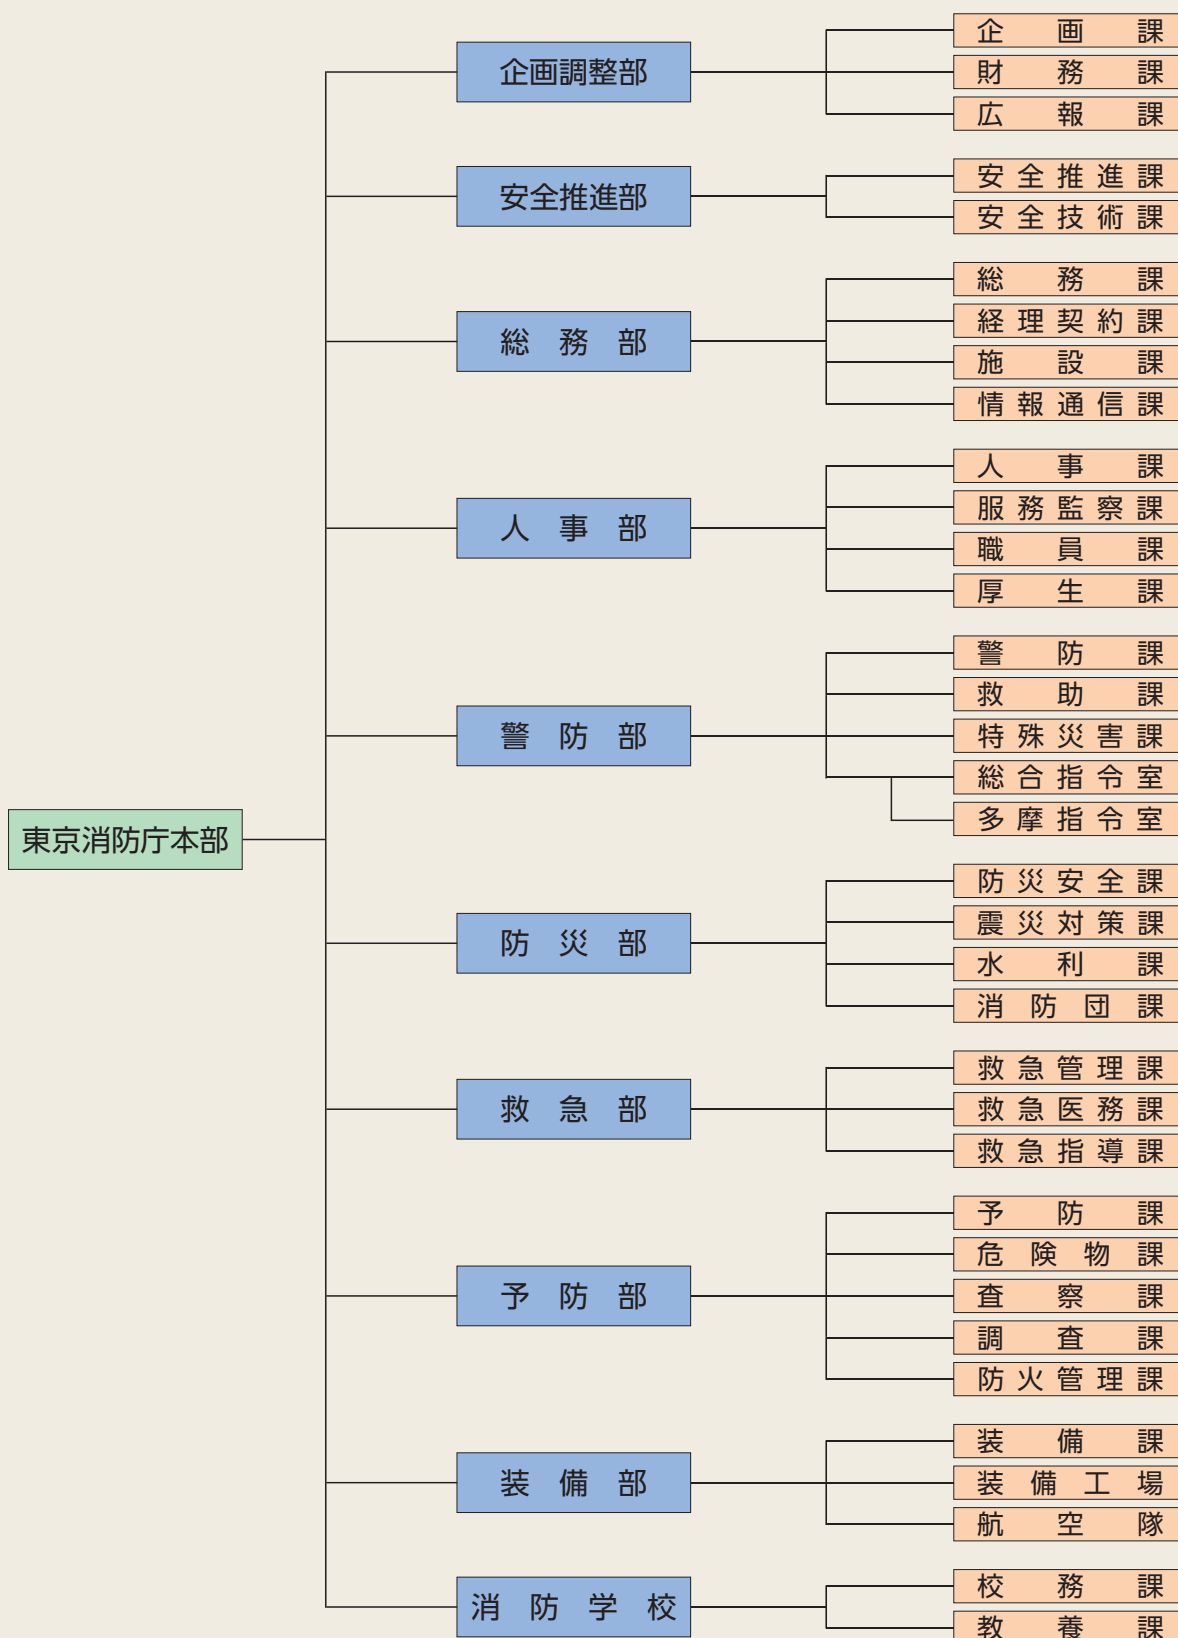 東京消防庁本部
企画調整部
企画課
財務課
広報課
安全推進部
安全推進課
安全技術課
総務部
総務課
経理契約課
施設課
情報通信課
人事部
人事課
服務監察課
職員課
厚生課
警防部
警防課
救助課
特殊災害課
総合指令室
多摩指令室
防災部
防災安全課
震災対策課
水利課
消防団課
救急部
救急管理課
救急医務課
救急指導課
予防部
予防課
危険物課
査察課
調査課
防火管理課
装備部
装備課
装備工場
航空隊
消防学校
校務課
教養課